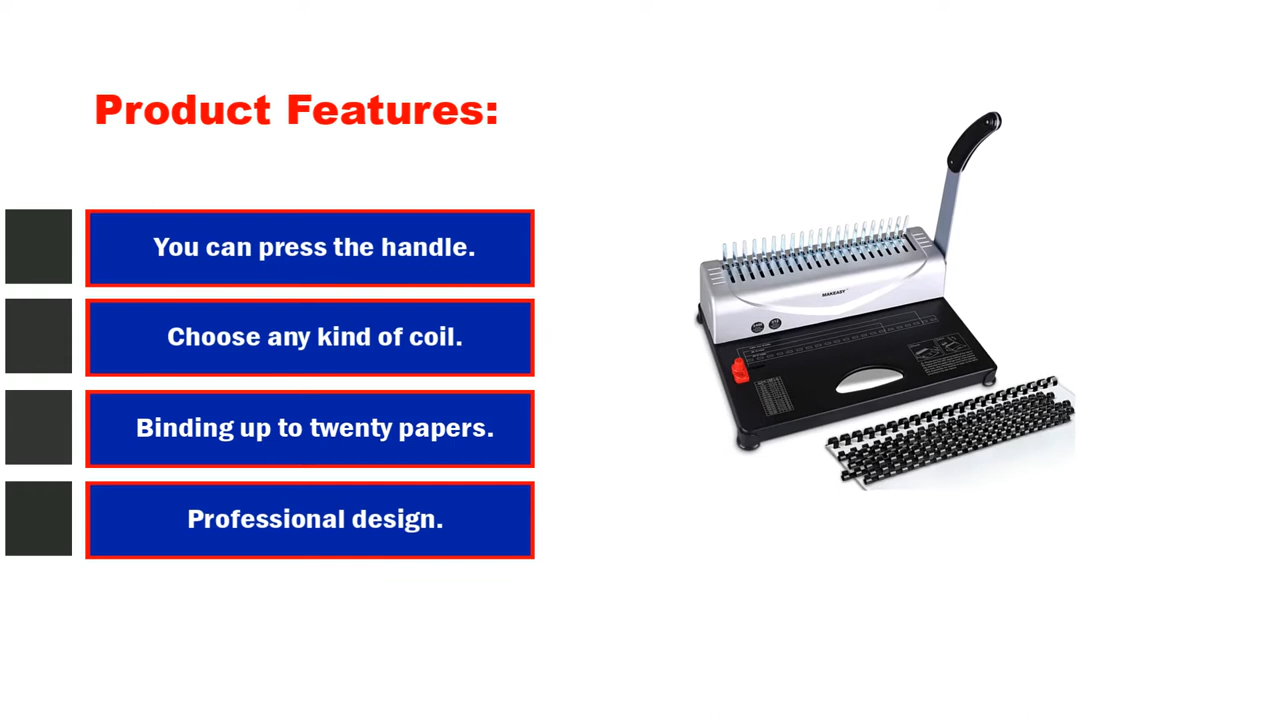 Product Features:
You can press the handle.
Choose any kind of coil.
Binding up to twenty papers.
Professional design.
MAKEASY